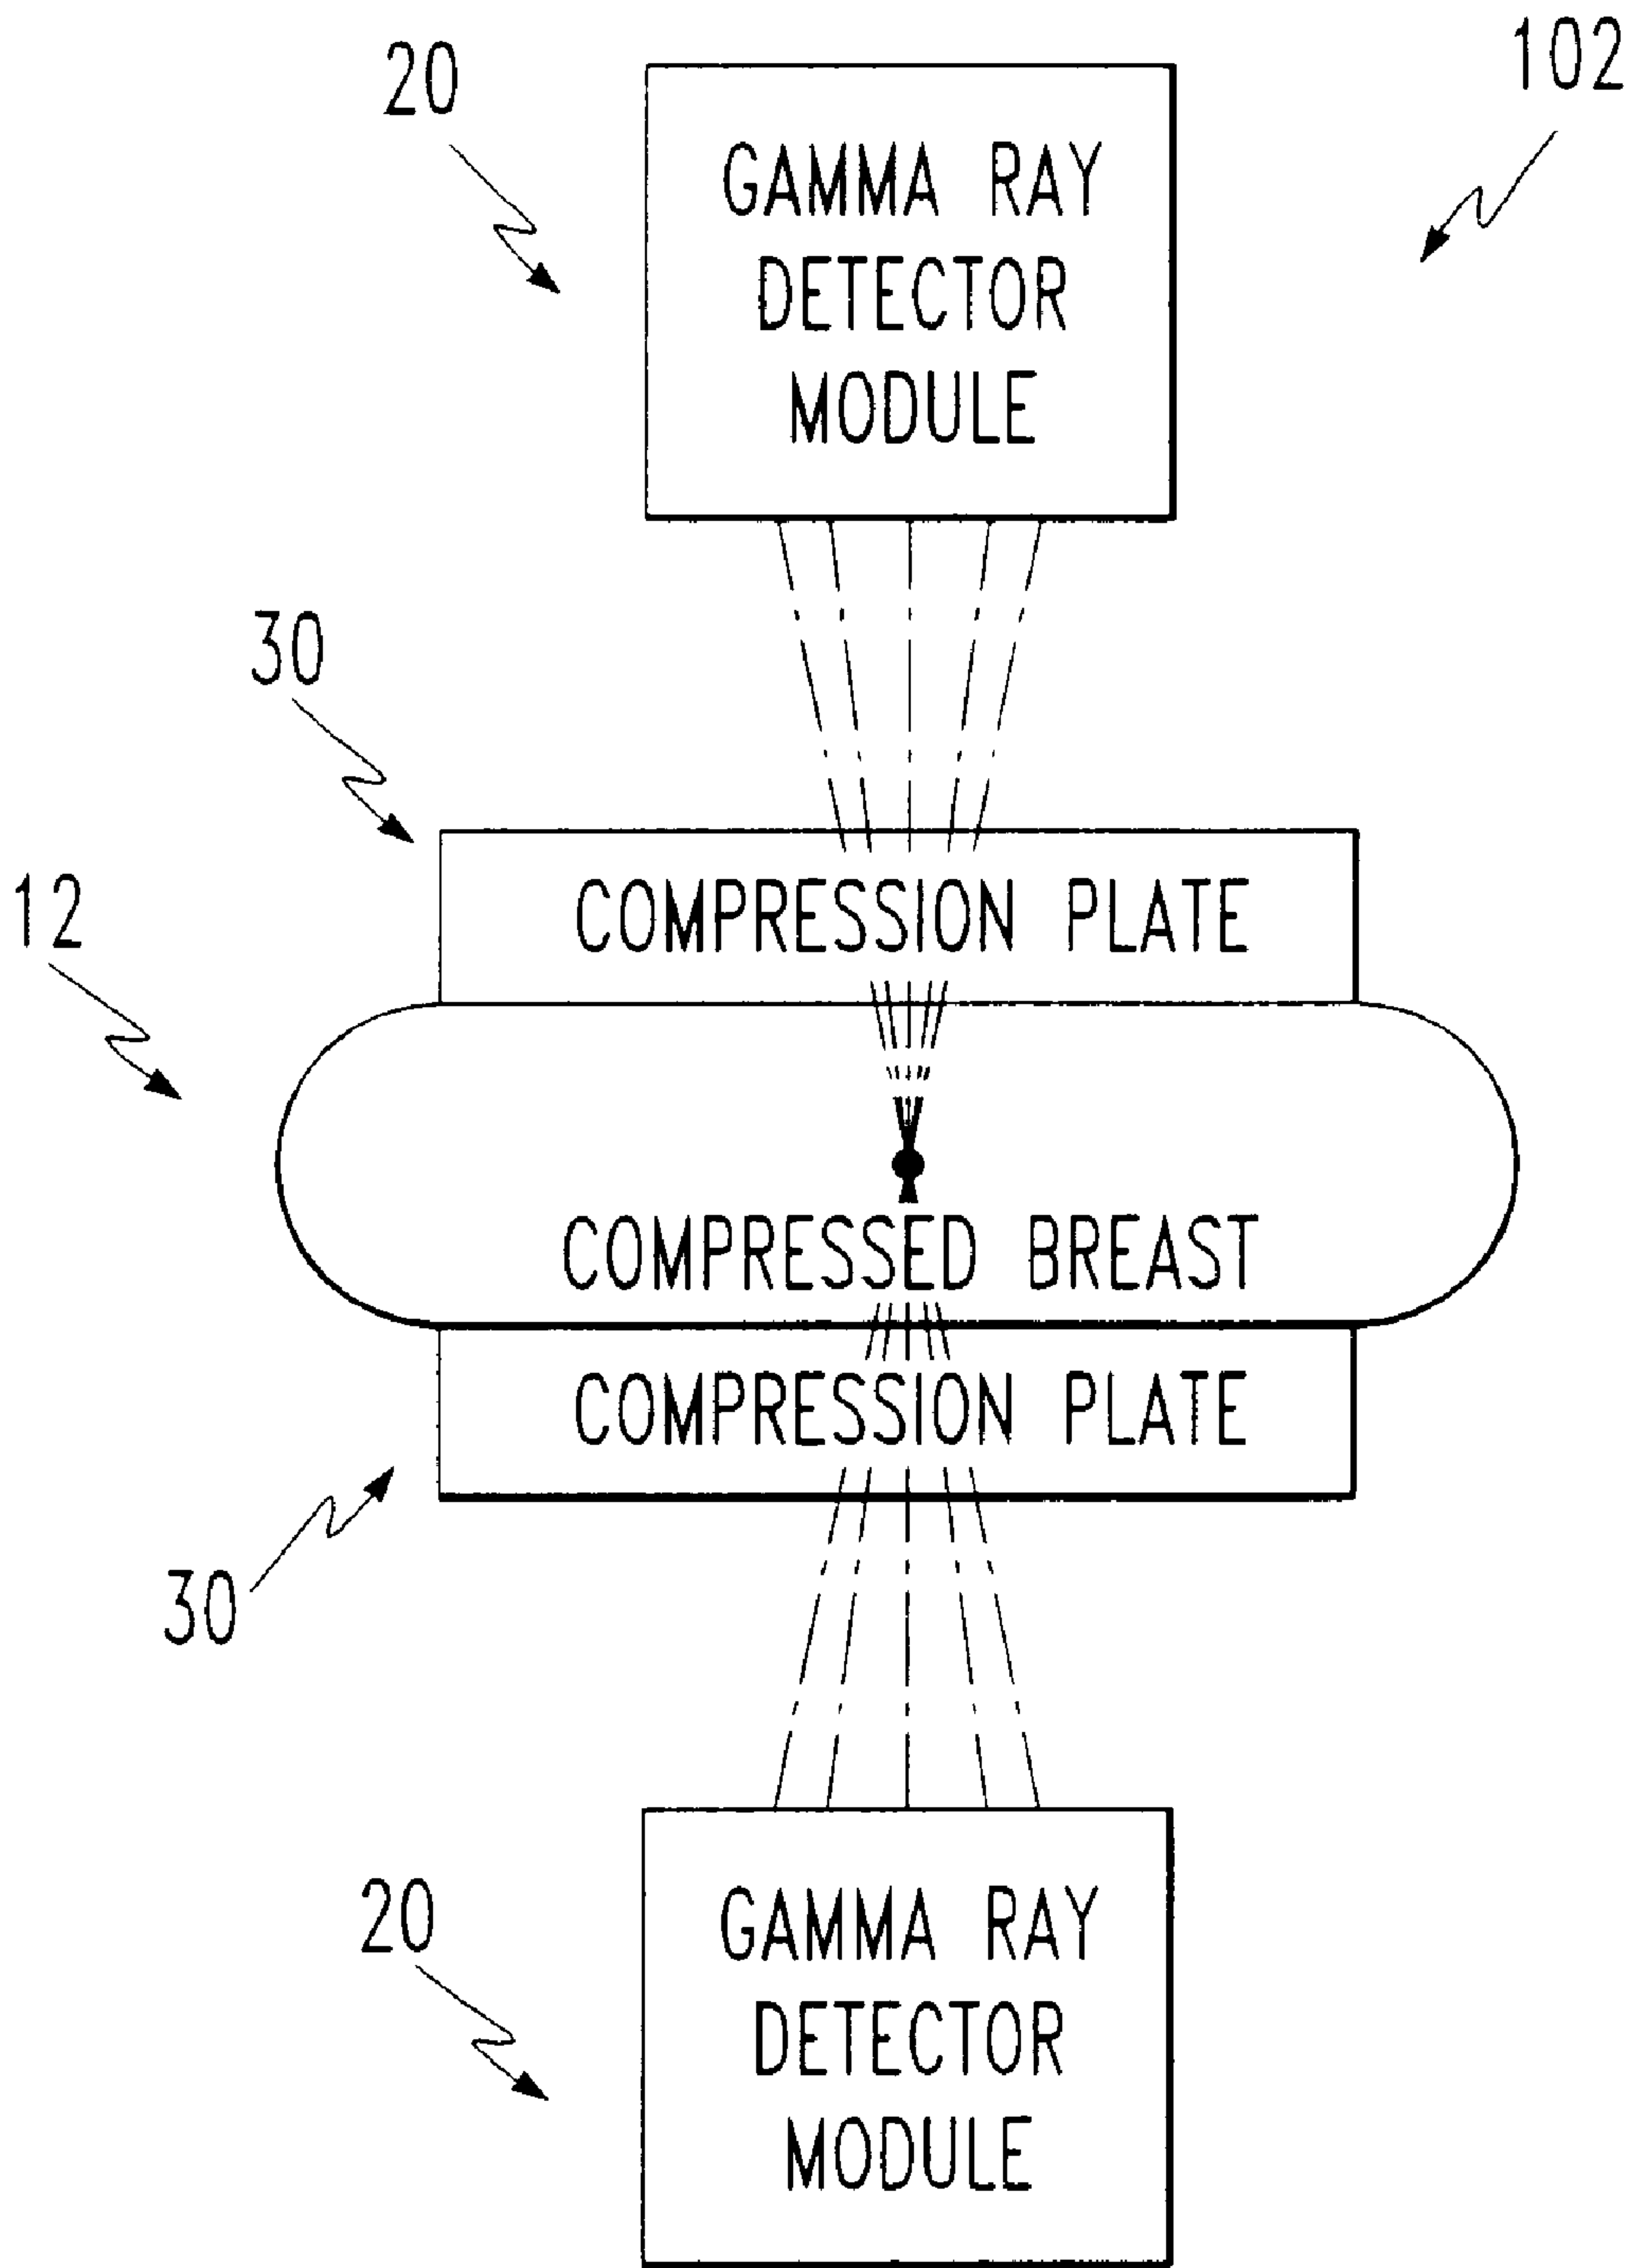 20
102
GAMMA RAY
DETECTOR
MODULE
30
12
COMPRESSION PLATE
COMPRESSED BREAST
COMPRESSION PLATE
30
20
GAMMA RAY
DETECTOR
MODULE